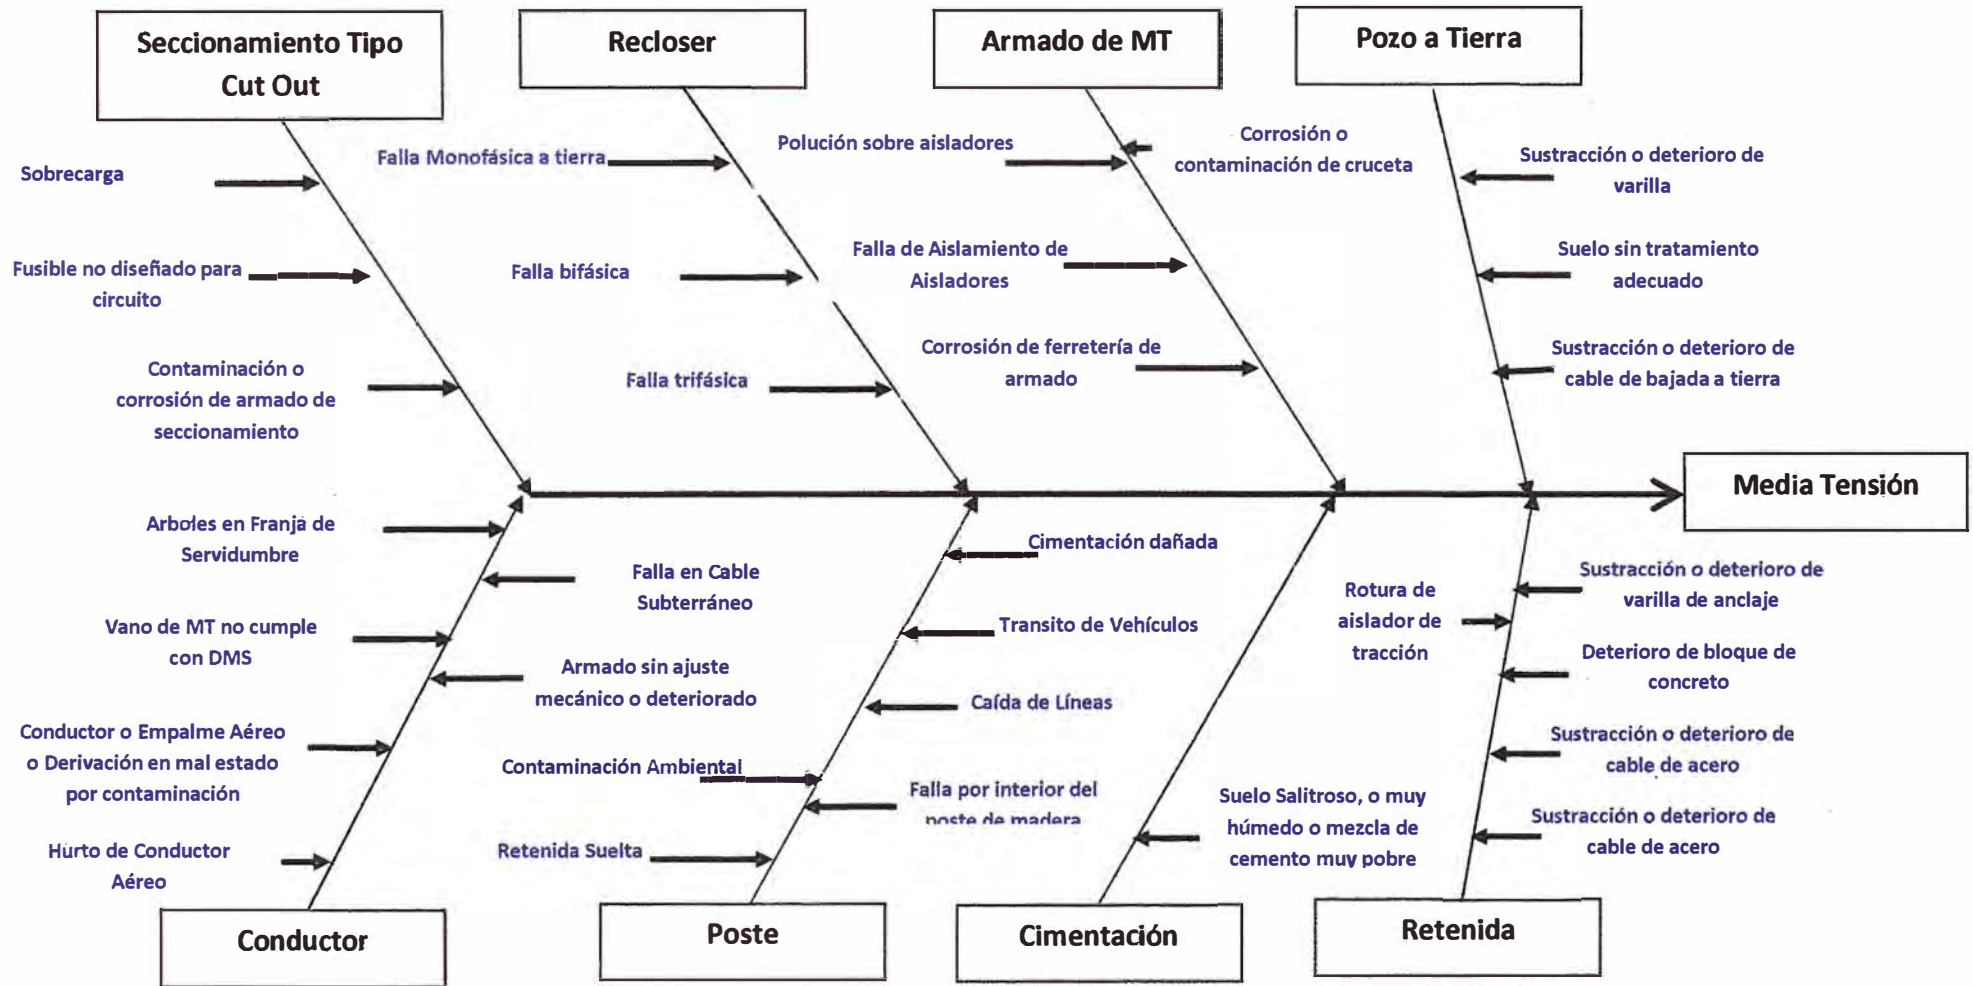 Seccionamiento Tipo
Cut Out
Recloser
Armado de MT
Pozo a Tierra
Sobrecarga
Fusible no diseñado para
circuito
Contaminación o
corrosión de armado de
seccionamiento
Falla Monofásica a tierra
Falla bifásica
Falla trifásica
Polución sobre aisladores
Corrosión o
contaminación de cruceta
Falla de Aislamiento de
Aisladores
Corrosión de ferretería de
armado
Sustracción o deterioro de
varilla
Suelo sin tratamiento
adecuado
Sustracción o deterioro de
cable de bajada a tierra
Media Tensión
Arboles en Franja de
Servidumbre
Falla en Cable
Subterráneo
Vano de MT no cumple
con DMS
Armado sin ajuste
mecánico o deteriorado
Conductor o Empalme Aéreo
o Derivación en mal estado
por contaminación
Hurto de Conductor
Aéreo
Cimentación dañada
Transito de Vehículos
Caída de Líneas
Contaminación Ambiental
Falla por interior del
poste de madera
Retenida Suelta
Suelo Salitroso, o muy
húmedo o mezcla de
cemento muy pobre
Rotura de
aislador de
tracción
Sustracción o deterioro de
varilla de anclaje
Deterioro de bloque de
concreto
Sustracción o deterioro de
cable de acero
Sustracción o deterioro de
cable de acero
Conductor
Poste
Cimentación
Retenida